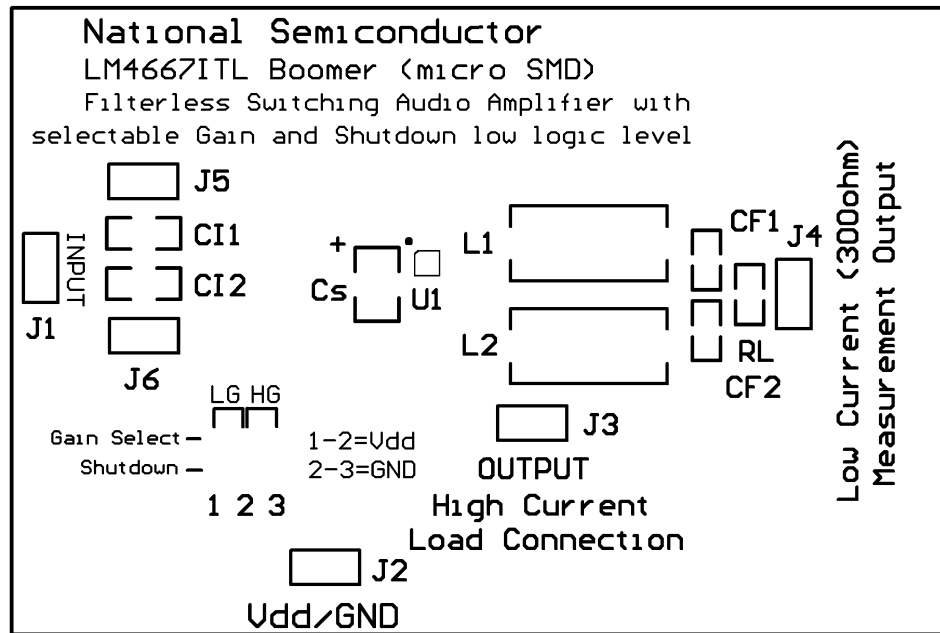 National Semiconductor
LM4667ITL Boomer (micro SMD)
Filterless Switching Audio Amplifier with
selectable Gain and Shutdown low logic level
J5
CI1
CI2
INPUT
J1
J6
+
Cs
U1
L1
L2
CF1
J4
RL
CF2
Low Current (300ohm)
Measurement Output
LG HG
Gain Select –
Shutdown –
1 2 3
1-2=Vdd
2-3=GND
J3
OUTPUT
High Current
Load Connection
J2
Vdd/GND